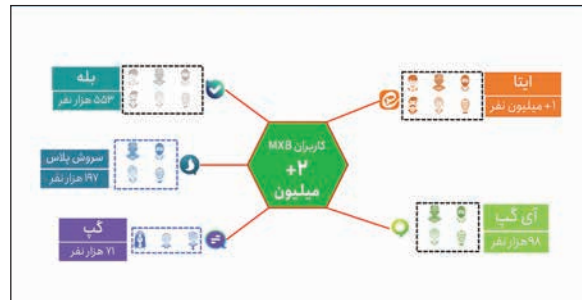 ایتا
+۱ میلیون نفر
بله
۵۵۳ هزار نفر
کاربران MXB
+۲
میلیون
سروش پلاس
۱۹۷ هزار نفر
آی گپ
۹۸ هزار نفر
گپ
۷۱ هزار نفر